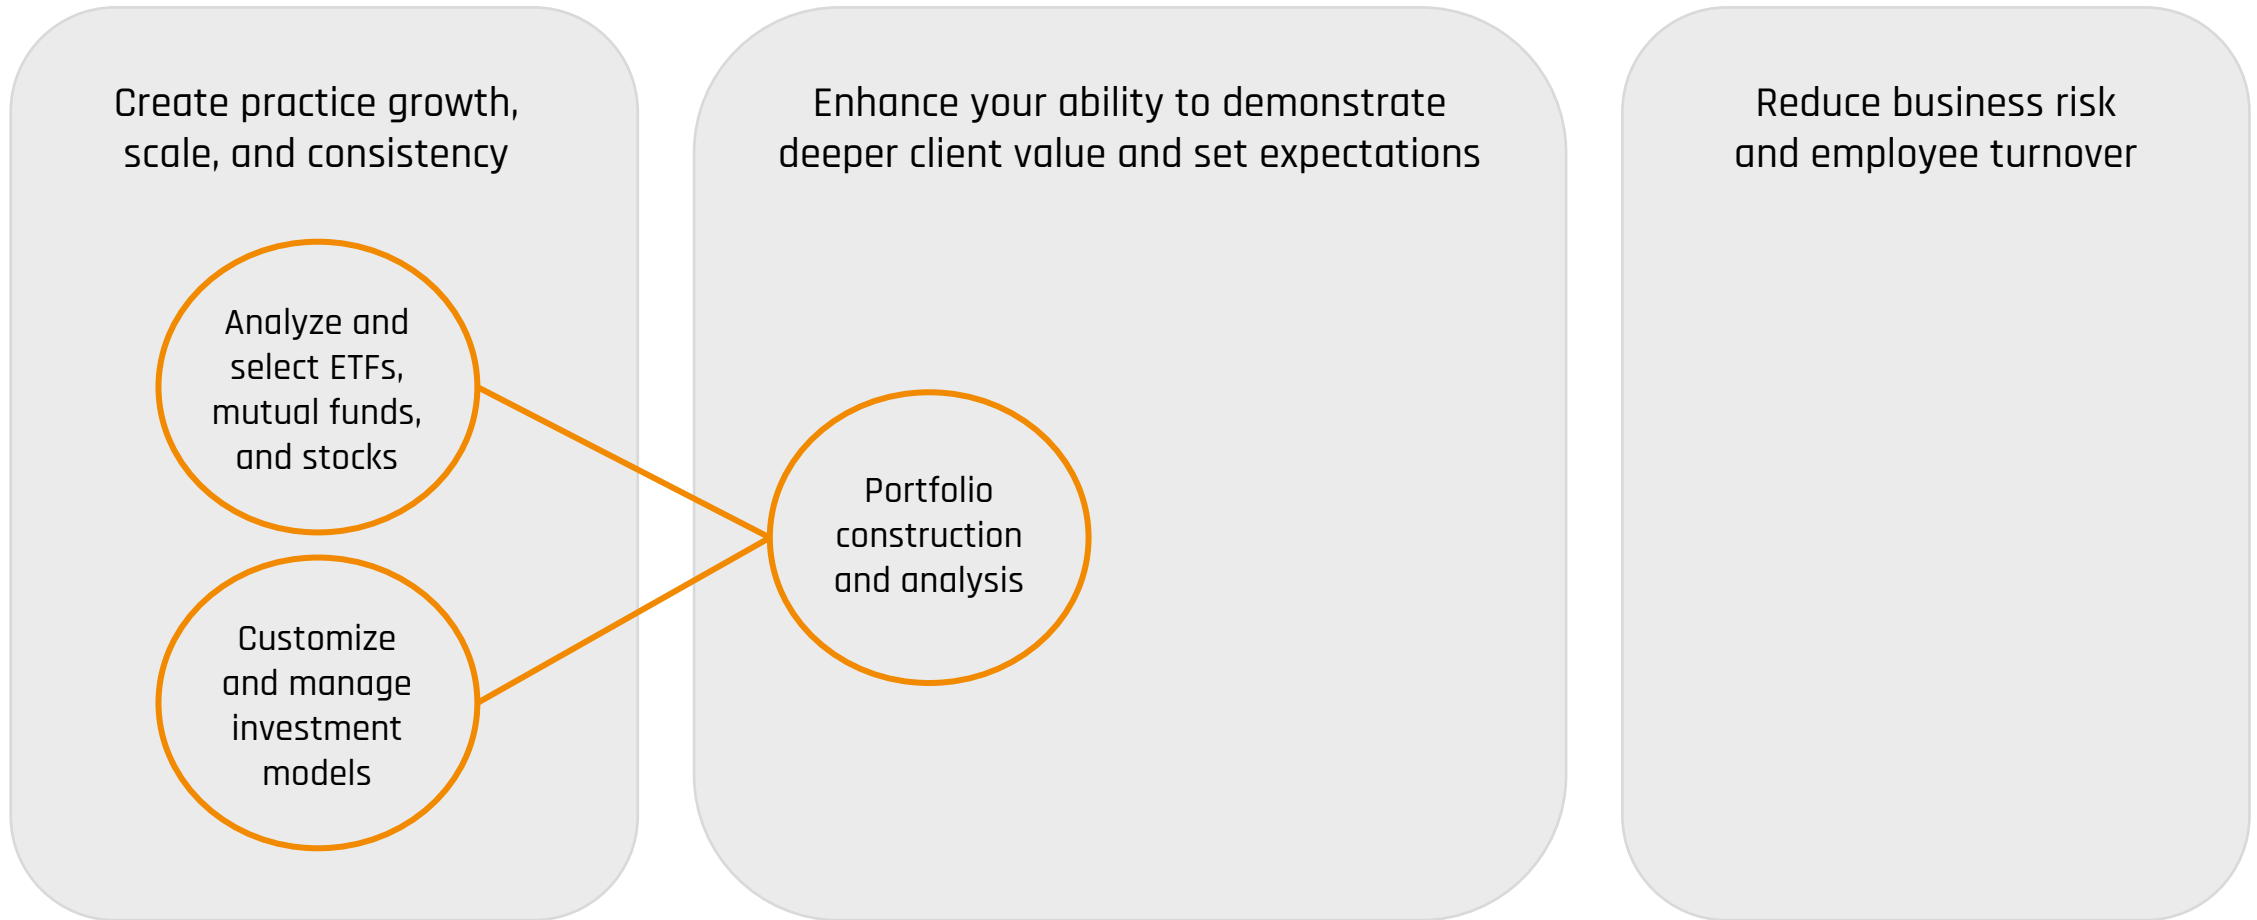 Create practice growth,
scale, and consistency
Analyze and
select ETFs,
mutual funds,
and stocks
Customize
and manage
investment
models
Enhance your ability to demonstrate
deeper client value and set expectations
Portfolio
construction
and analysis
Reduce business risk
and employee turnover